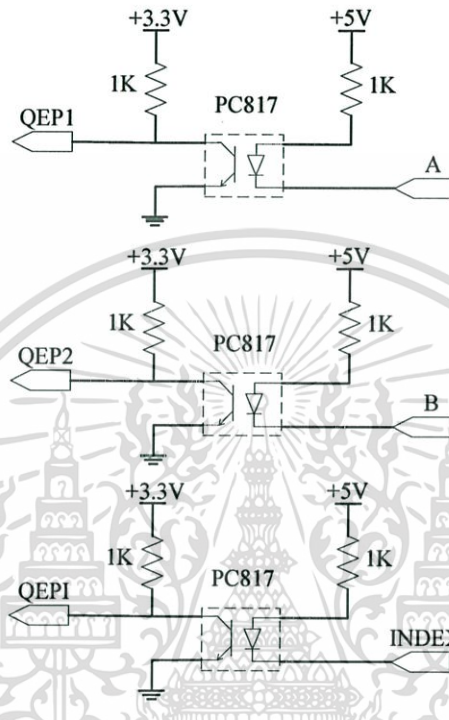 +3.3V +5V
1K 1K
PC817
QEP1
A
+3.3V +5V
1K 1K
PC817
QEP2
B
+3.3V +5V
1K 1K
PC817
QEPI
INDEX